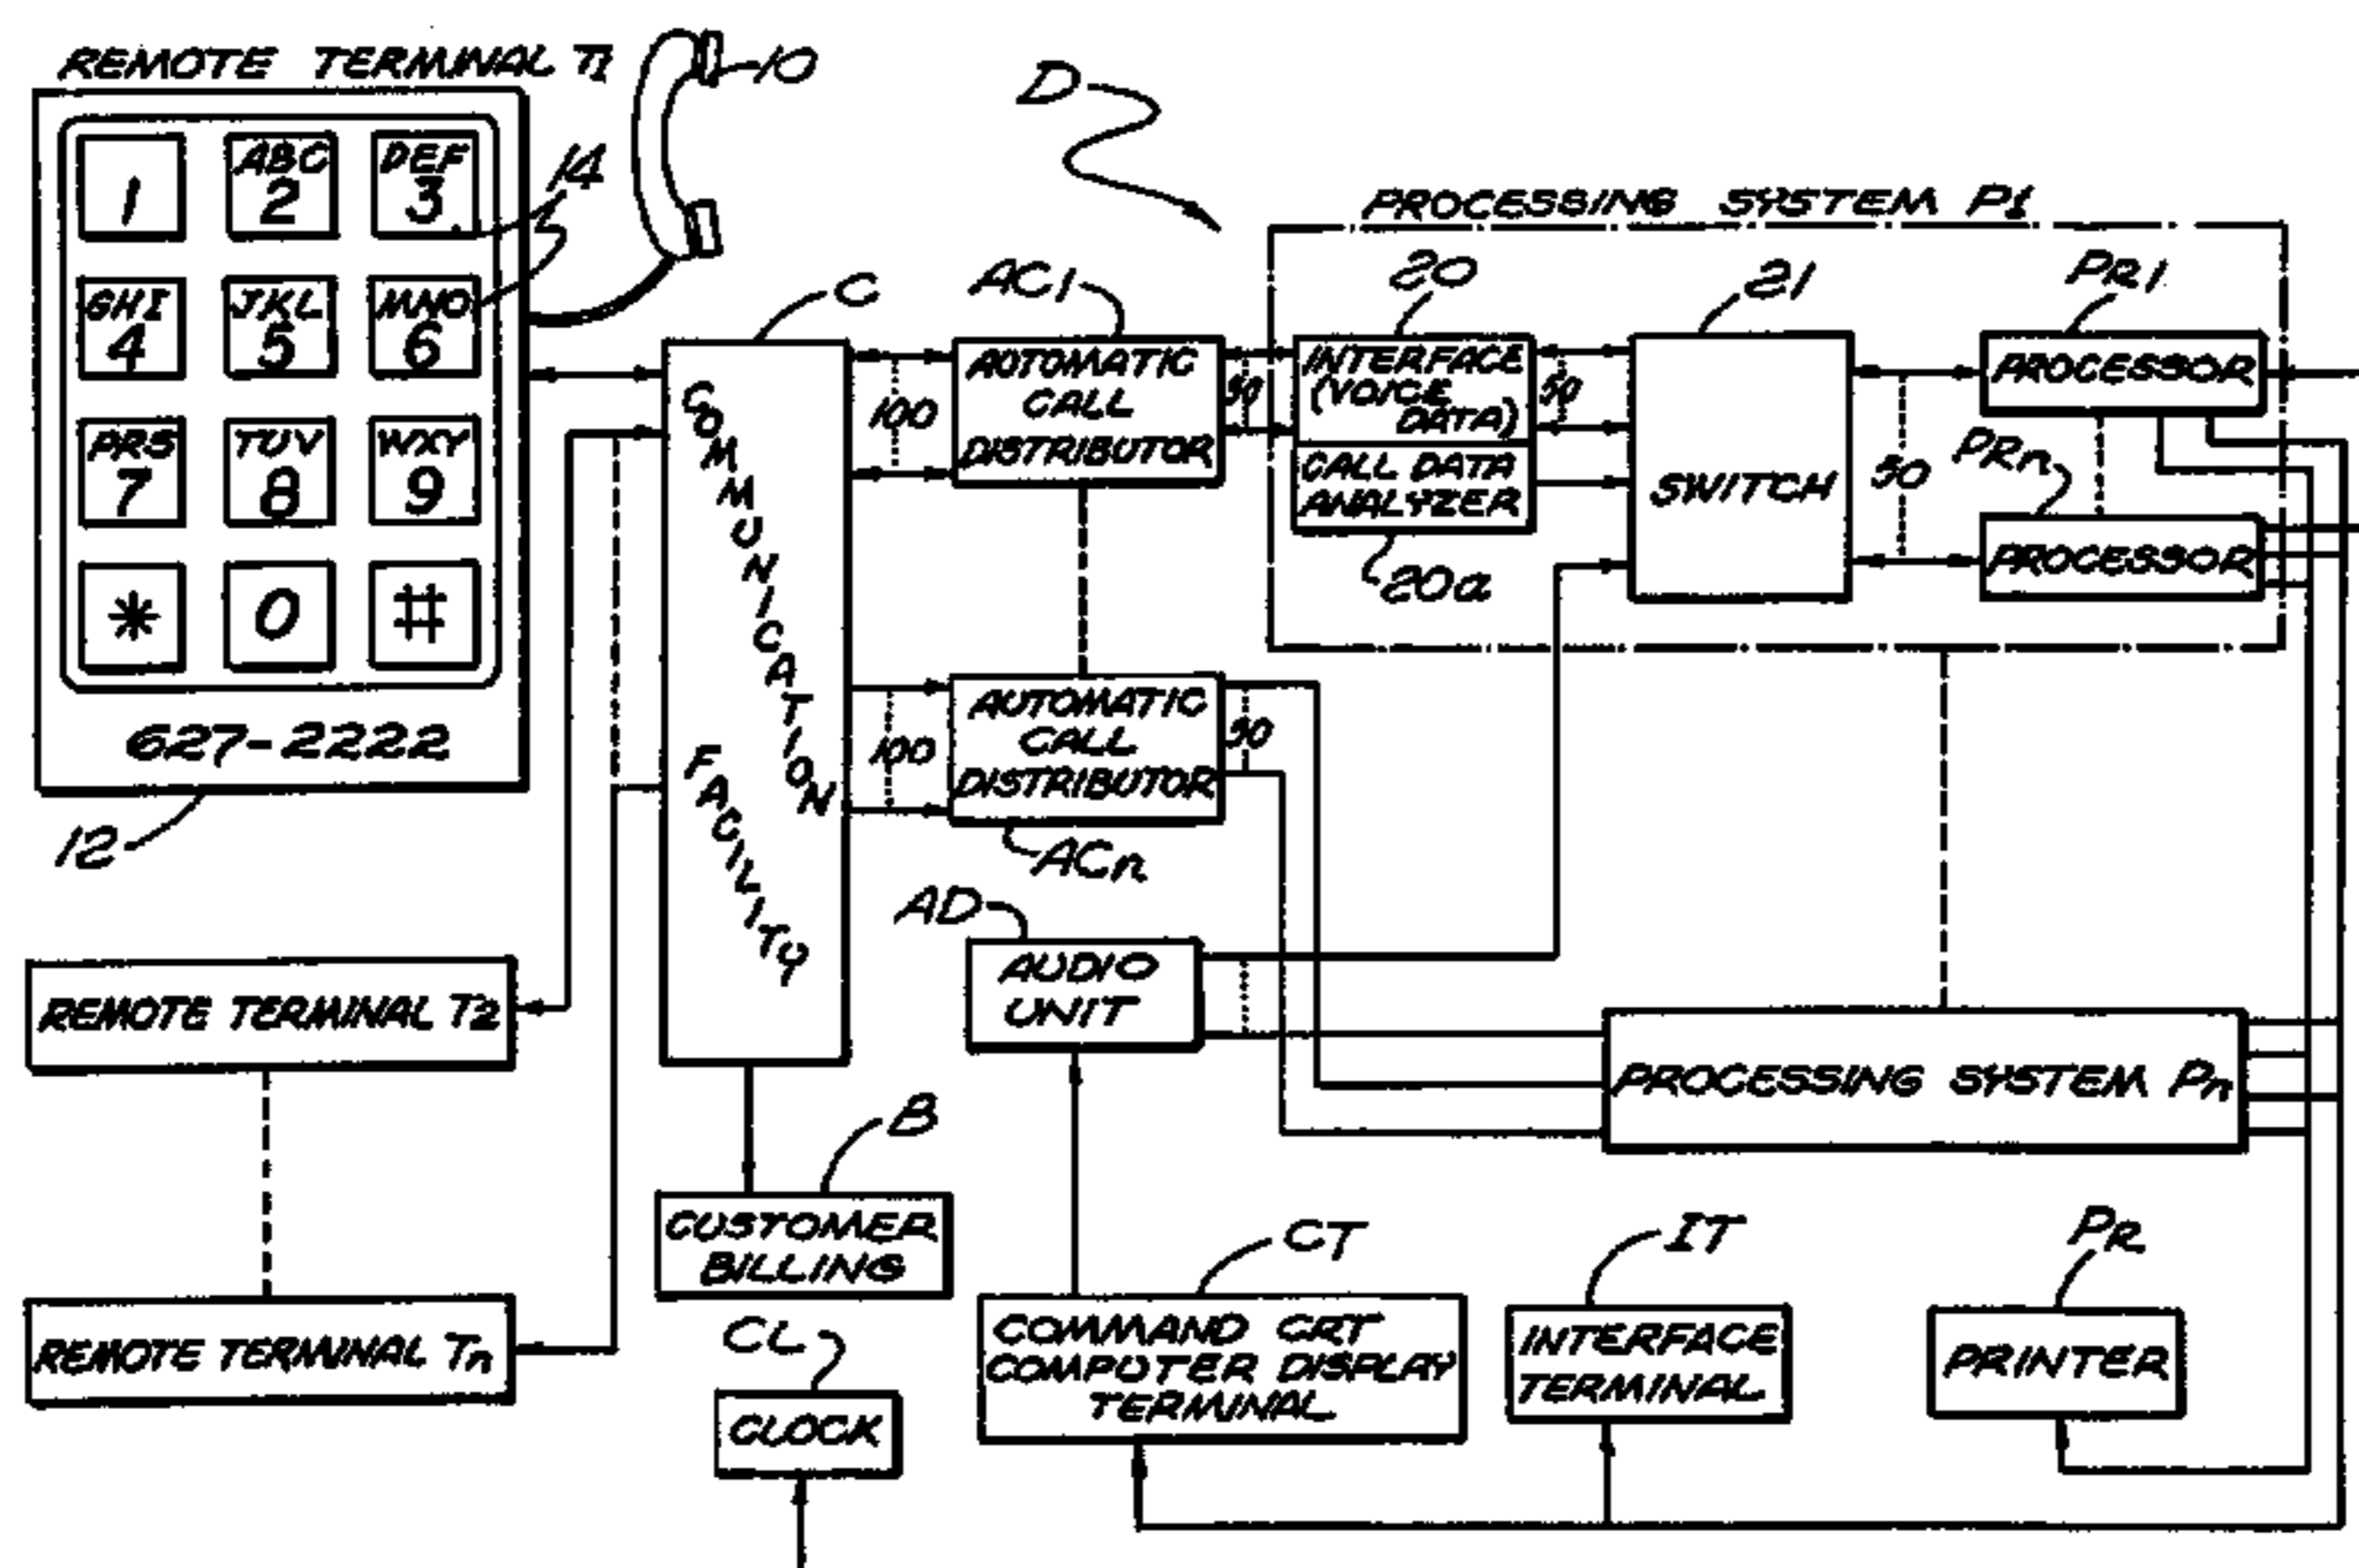 REMOTE TERMINAL T1
10
1
ABC
2
DEF
3
14
GHI
4
JKL
5
MNO
6
PRS
7
TUV
8
WXY
9
*
0
#
627-2222
12
REMOTE TERMINAL T2
REMOTE TERMINAL Tn
C
COMMUNICATION
FACILITY
100
100
B
CUSTOMER
BILLING
CL
CLOCK
D
AC1
AUTOMATIC
CALL
DISTRIBUTOR
50
AUTOMATIC
CALL
DISTRIBUTOR
50
ACn
AD
AUDIO
UNIT
PROCESSING SYSTEM P1
20
INTERFACE
(VOICE
DATA)
CALL DATA
ANALYZER
20a
50
21
SWITCH
50
PR1
PROCESSOR
PRn
PROCESSOR
PROCESSING SYSTEM Pn
CT
COMMAND CRT
COMPUTER DISPLAY
TERMINAL
IT
INTERFACE
TERMINAL
PR
PRINTER